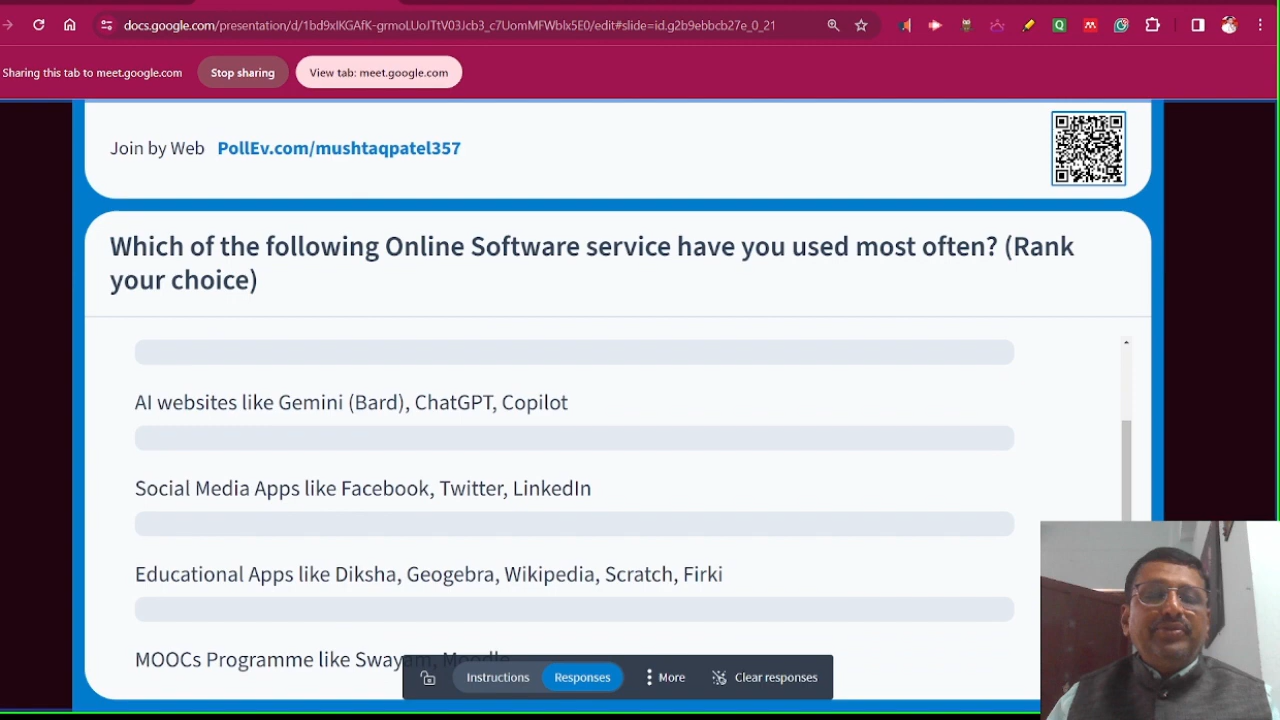 docs.google.com/presentation/d/1bd9xlKGAfK-grmoLUoJTtV03Jcb3_c7UomMFWblx5E0/edit#slide=id.g2b9ebbcb27e_0_21
Sharing this tab to meet.google.com
Stop sharing
View tab: meet.google.com
Join by Web PollEv.com/mushtaqpatel357
Which of the following Online Software service have you used most often? (Rank
your choice)
AI websites like Gemini (Bard), ChatGPT, Copilot
Social Media Apps like Facebook, Twitter, LinkedIn
Educational Apps like Diksha, Geogebra, Wikipedia, Scratch, Firki
MOOCs Programme like Swayam, Moodle
Instructions Responses More Clear responses